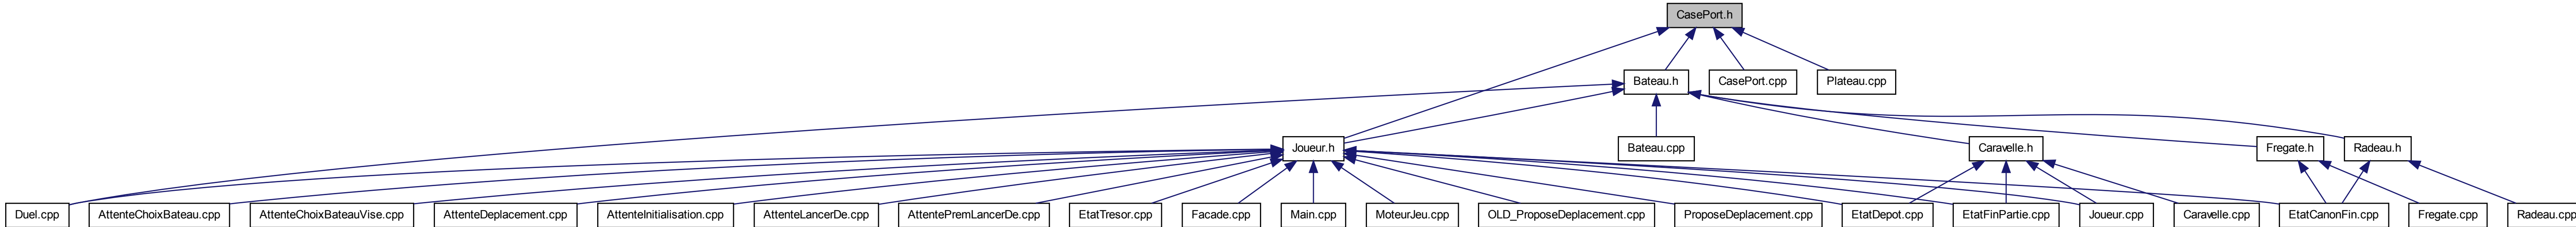 CasePort.h
Bateau.h
CasePort.cpp
Plateau.cpp
Joueur.h
Bateau.cpp
Caravelle.h
Fregate.h
Radeau.h
Duel.cpp
AttenteChoixBateau.cpp
AttenteChoixBateauVise.cpp
AttenteDeplacement.cpp
AttenteInitialisation.cpp
AttenteLancerDe.cpp
AttentePremLancerDe.cpp
EtatTresor.cpp
Facade.cpp
Main.cpp
MoteurJeu.cpp
OLD_ProposeDeplacement.cpp
ProposeDeplacement.cpp
EtatDepot.cpp
EtatFinPartie.cpp
Joueur.cpp
Caravelle.cpp
EtatCanonFin.cpp
Fregate.cpp
Radeau.cpp